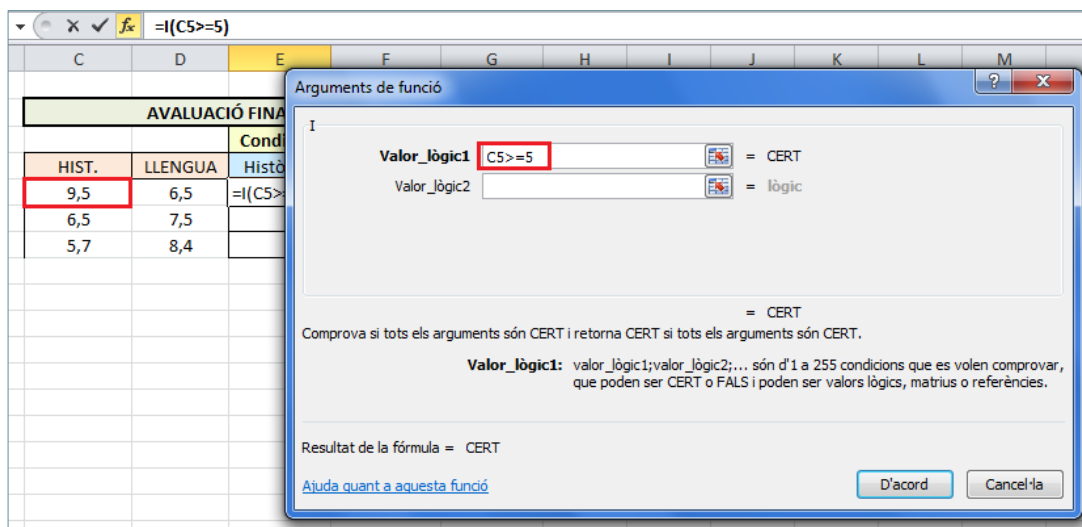 =I(C5>=5)
C D E F G H I J K L M
Arguments de funció
AVALUACIÓ FINA
I
Condi
Valor_lògic1 C5>=5 = CERT
HIST. LLENGUA Histò
Valor_lògic2 = lògic
9,5 6,5 =I(C5>=
6,5 7,5
5,7 8,4
= CERT
Comprova si tots els arguments són CERT i retorna CERT si tots els arguments són CERT.
Valor_lògic1: valor_lògic1;valor_lògic2;... són d'1 a 255 condicions que es volen comprovar,
que poden ser CERT o FALS i poden ser valors lògics, matrius o referències.
Resultat de la fórmula = CERT
Ajuda quant a aquesta funció
D'acord Cancel·la